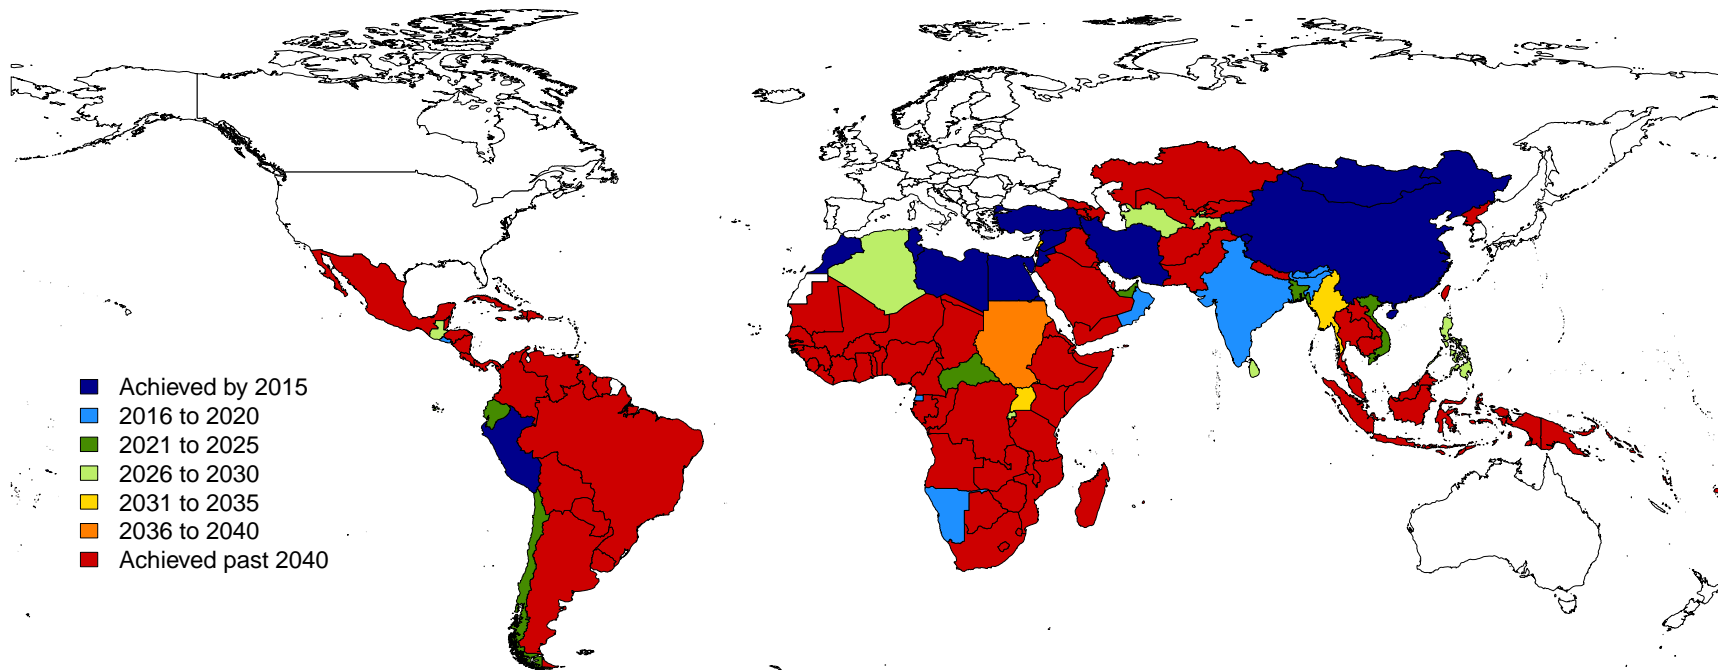 Achieved by 2015
2016 to 2020
2021 to 2025
2026 to 2030
2031 to 2035
2036 to 2040
Achieved past 2040